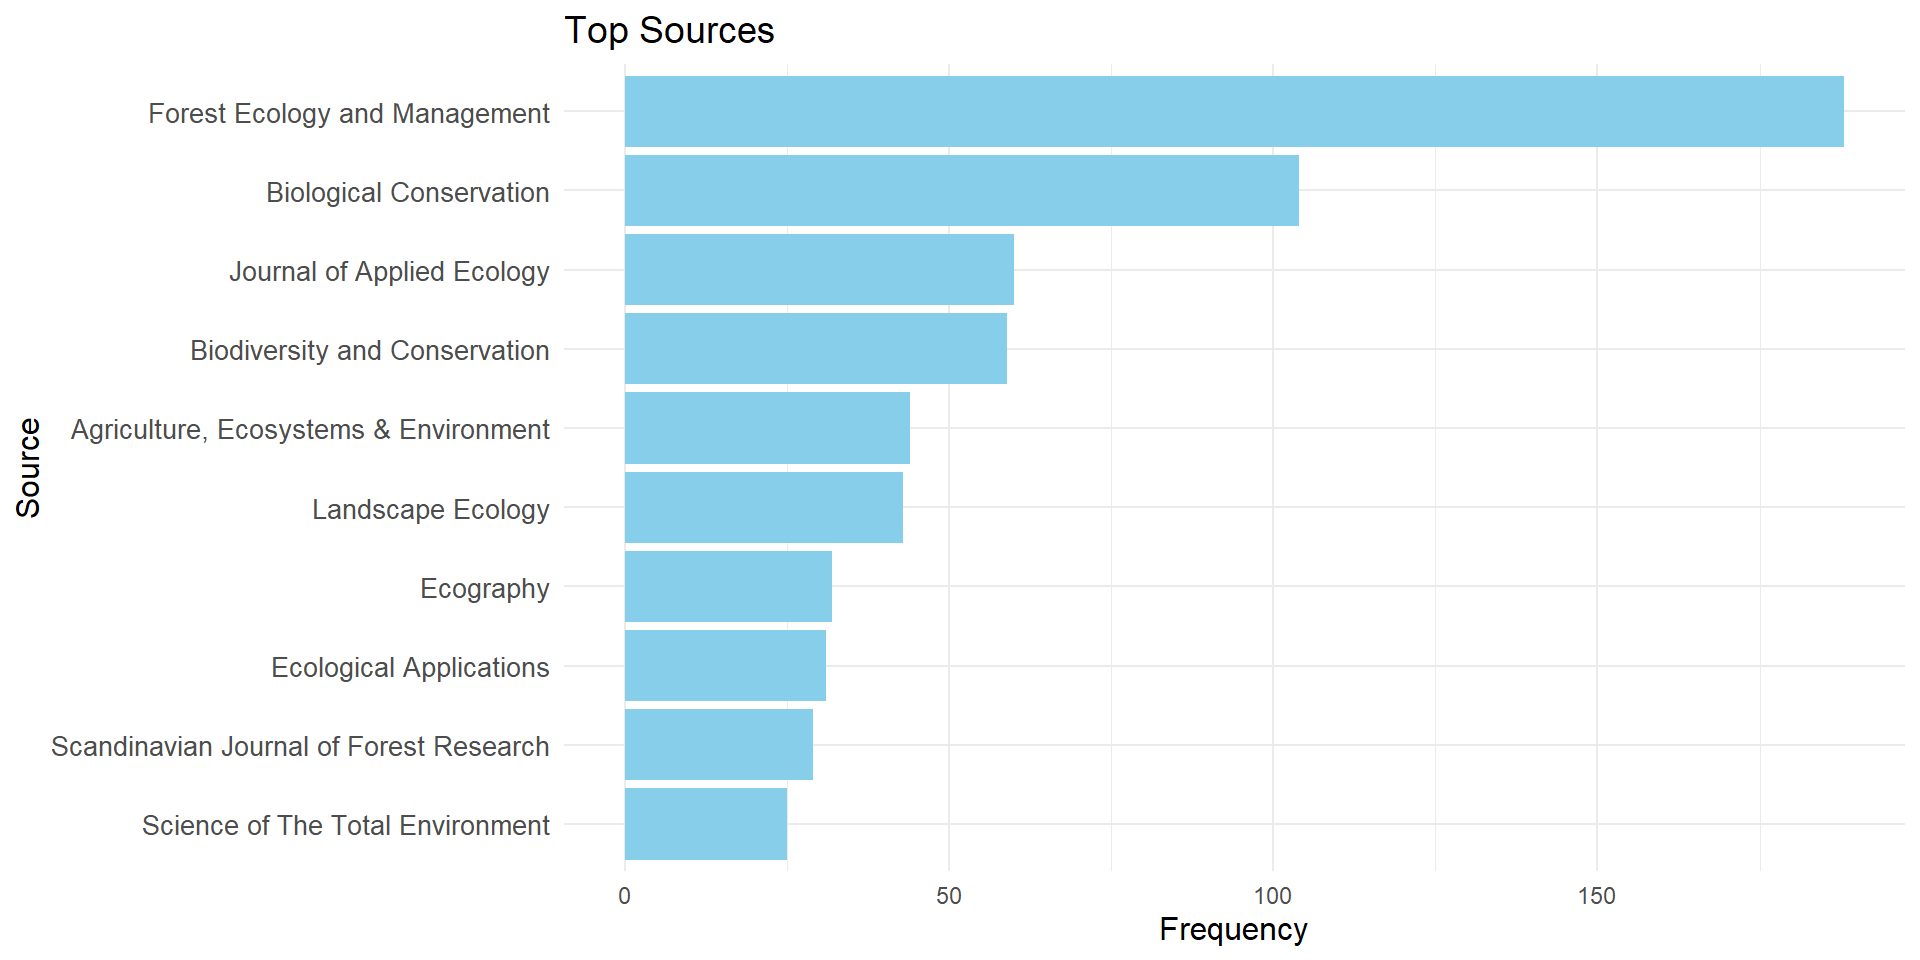 Top Sources
Forest Ecology and Management
Biological Conservation
Journal of Applied Ecology
Biodiversity and Conservation
Agriculture, Ecosystems & Environment
Landscape Ecology
Ecography
Ecological Applications
Scandinavian Journal of Forest Research
Science of The Total Environment
Source
0 50 100 150
Frequency